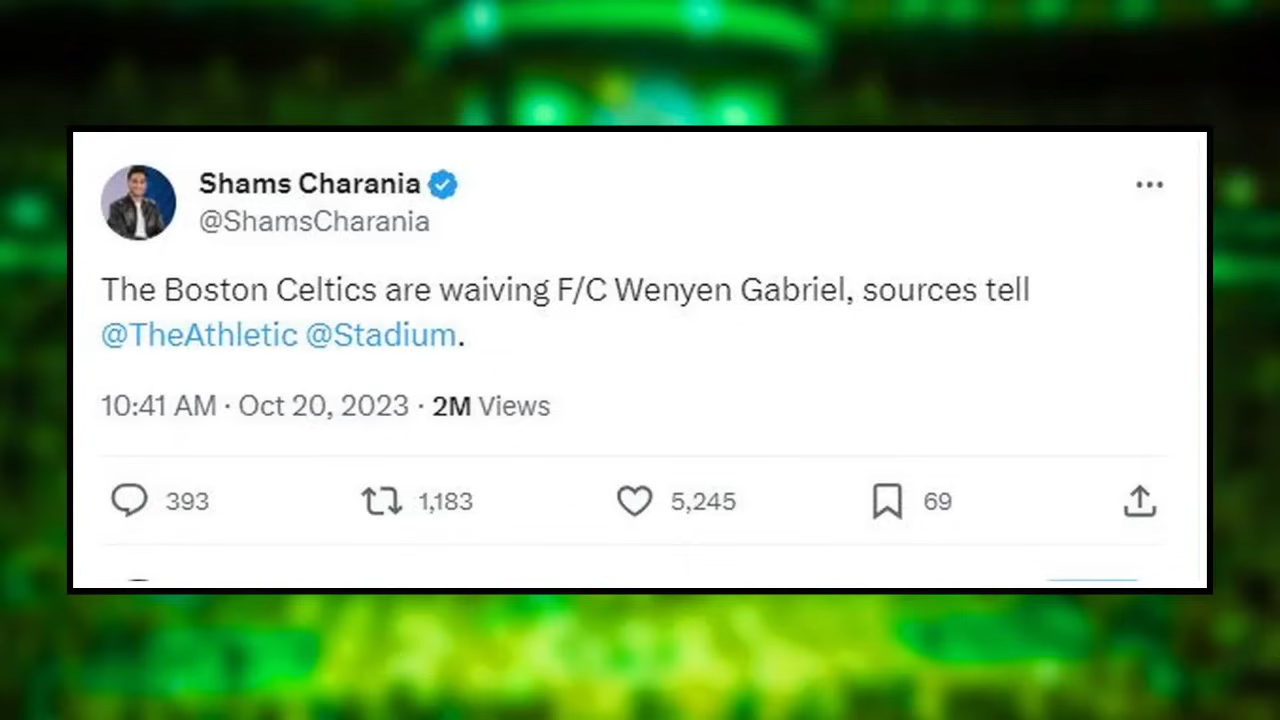 Shams Charania
@ShamsCharania
The Boston Celtics are waiving F/C Wenyen Gabriel, sources tell
@TheAthletic @Stadium.
10:41 AM · Oct 20, 2023 · 2M Views
393 1,183 5,245 69